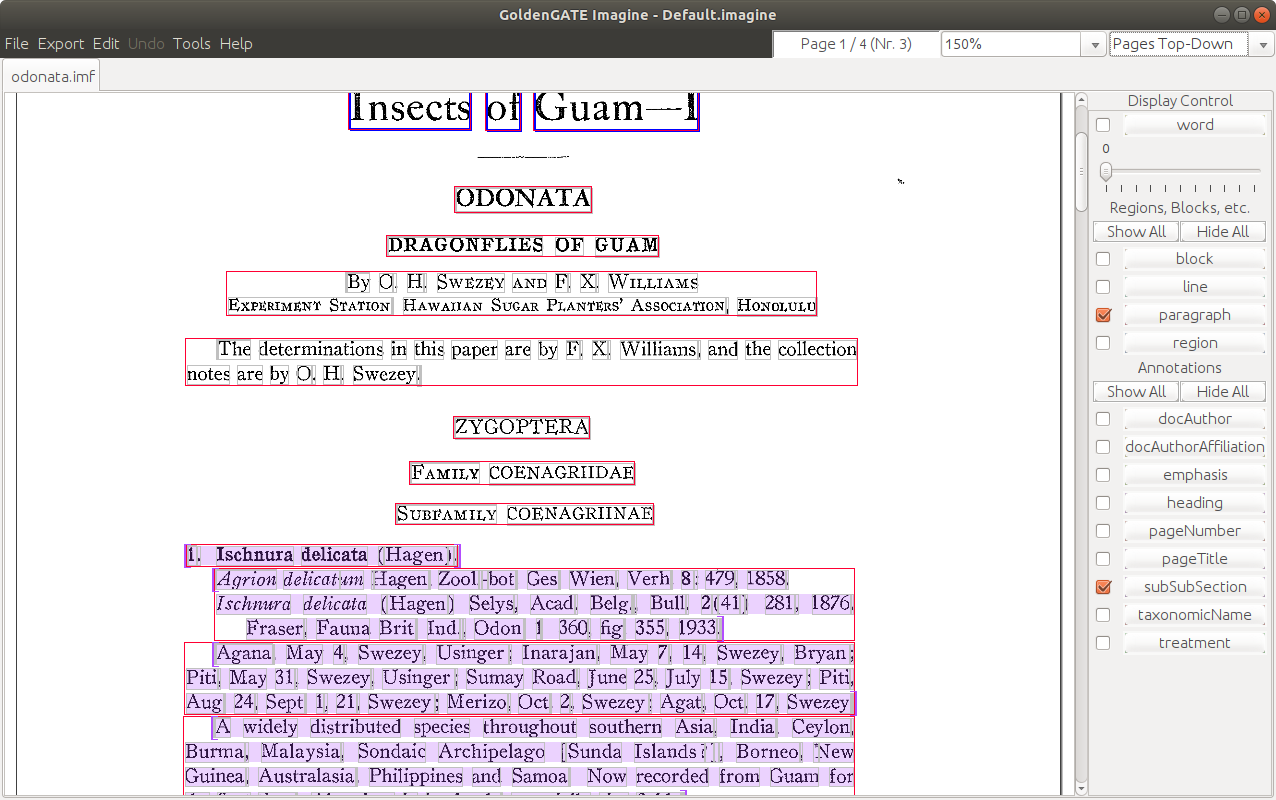 GoldenGATE Imagine - Default.imagine
File Export Edit Undo Tools Help
Page 1 / 4 (Nr. 3)
150%
Pages Top-Down
odonata.imf
Insects of Guam—I
ODONATA
DRAGONFLIES OF GUAM
By O. H. Swezey and F. X. Williams
Experiment Station Hawaiian Sugar Planters' Association, Honolulu
The determinations in this paper are by F. X. Williams, and the collection
notes are by O. H. Swezey.
ZYGOPTERA
Family COENAGRIIDAE
Subfamily COENAGRIINAE
1. Ischnura delicata (Hagen).
Agrion delicatum Hagen Zool-bot Ges Wien, Verh 8: 479, 1858.
Ischnura delicata (Hagen) Selys, Acad. Belg., Bull. 2(41) 281, 1876.
Fraser, Fauna Brit Ind., Odon 1 360, fig 355, 1933.
Agana, May 4, Swezey, Usinger; Inarajan, May 7, 14, Swezey, Bryan;
Piti, May 31, Swezey, Usinger; Sumay Road, June 25, July 15, Swezey; Piti,
Aug 24, Sept 1, 21, Swezey; Merizo, Oct. 2, Swezey; Agat, Oct 17, Swezey
A widely distributed species throughout southern Asia, India, Ceylon,
Burma, Malaysia, Sondaic Archipelago [Sunda Islands?], Borneo, New
Guinea, Australasia, Philippines and Samoa Now recorded from Guam for
Display Control
word
0
Regions, Blocks, etc.
Show All Hide All
block
line
paragraph
region
Annotations
Show All Hide All
docAuthor
docAuthorAffiliation
emphasis
heading
pageNumber
pageTitle
subSubSection
taxonomicName
treatment